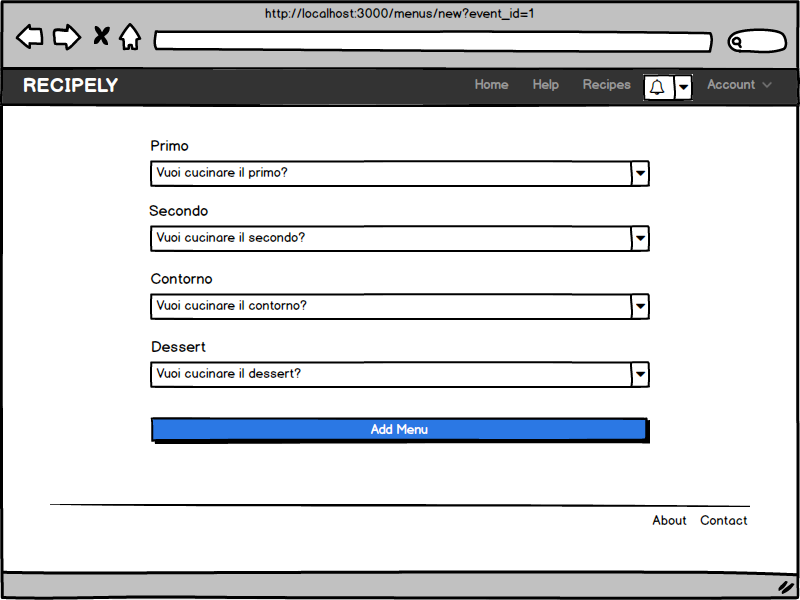 http://localhost:3000/menus/new?event_id=1
RECIPELY
Home Help Recipes Account
Primo
Vuoi cucinare il primo?
Secondo
Vuoi cucinare il secondo?
Contorno
Vuoi cucinare il contorno?
Dessert
Vuoi cucinare il dessert?
Add Menu
About Contact